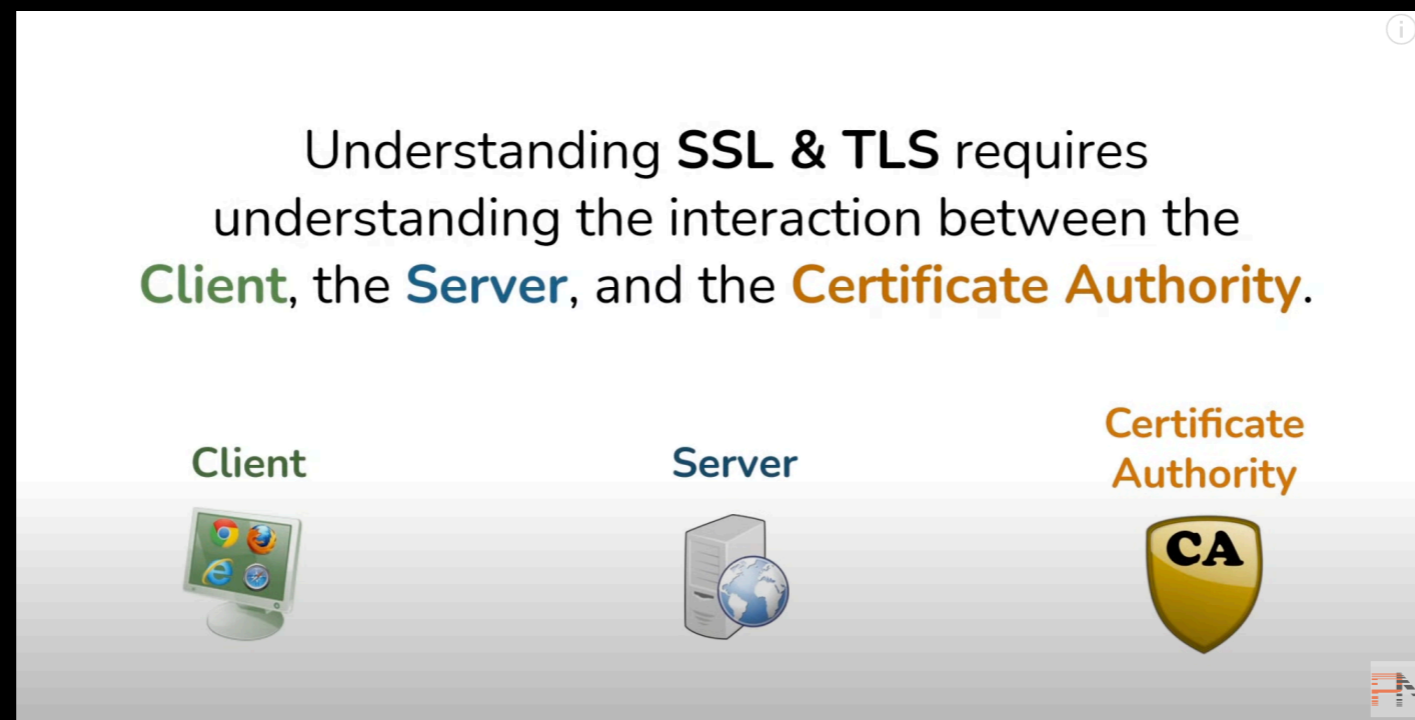 Understanding SSL & TLS requires
understanding the interaction between the
Client, the Server, and the Certificate Authority.
Client
Server
Certificate
Authority
CA